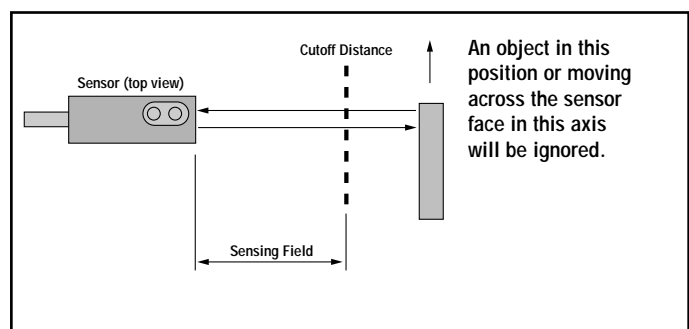 Cutoff Distance
Sensor (top view)
An object in this
position or moving
across the sensor
face in this axis
will be ignored.
Sensing Field